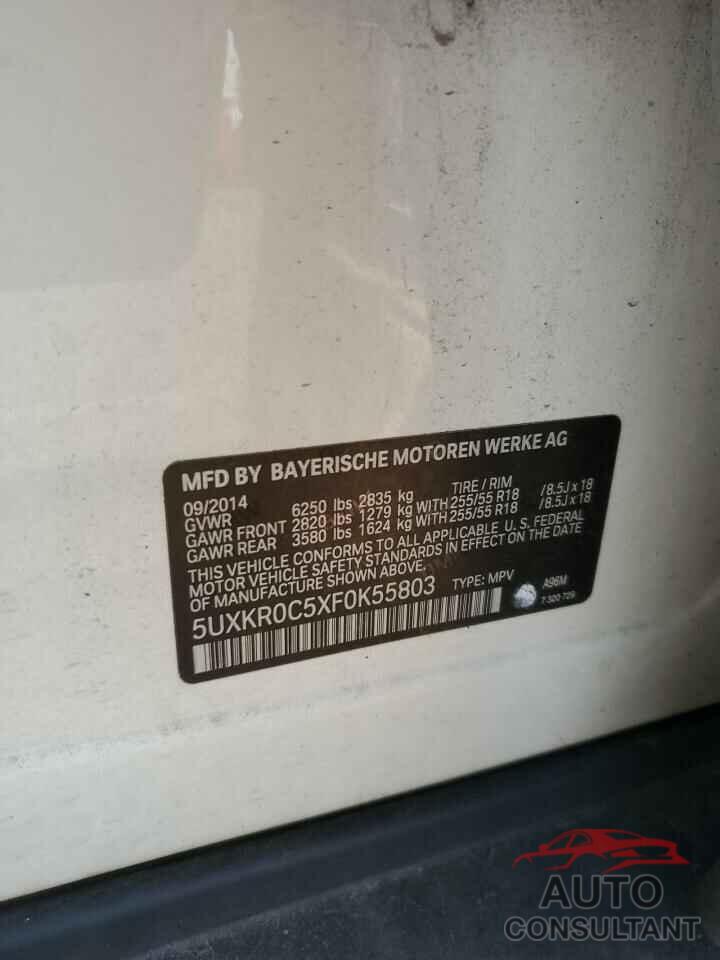 MFD BY BAYERISCHE MOTOREN WERKE AG
09/2014 TIRE / RIM
GVWR 6250 lbs 2835 kg
GAWR FRONT 2820 lbs 1279 kg WITH 255/55 R18 /8.5J x 18
GAWR REAR 3580 lbs 1624 kg WITH 255/55 R18 /8.5J x 18
THIS VEHICLE CONFORMS TO ALL APPLICABLE U.S. FEDERAL
MOTOR VEHICLE SAFETY STANDARDS IN EFFECT ON THE DATE
OF MANUFACTURE SHOWN ABOVE.
5UXKR0C5XF0K55803 TYPE: MPV A96M
7 320 729
AUTO
CONSULTANT